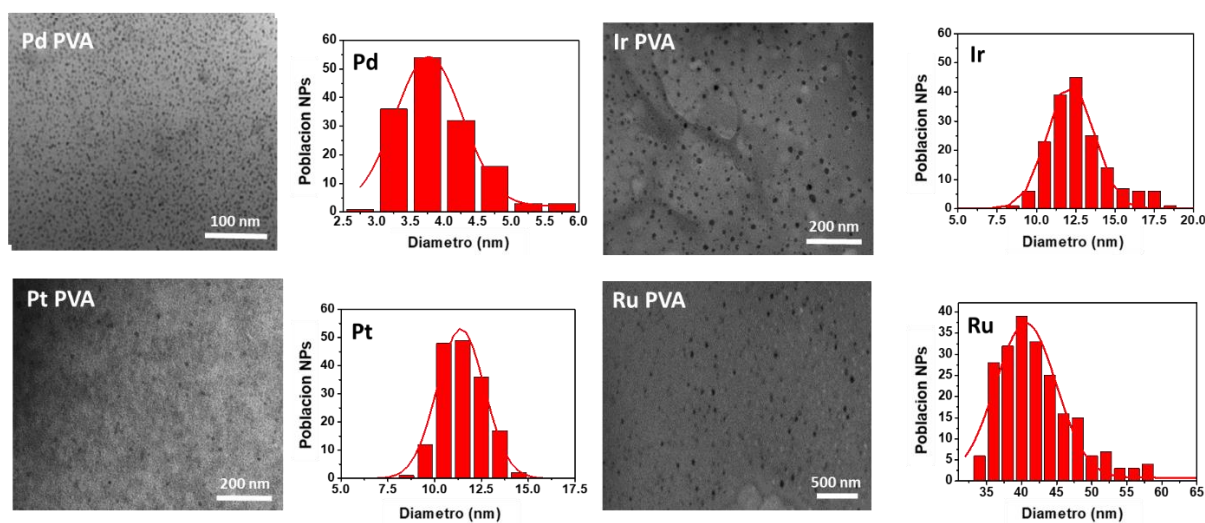 Pd PVA
100 nm
Pd
Poblacion NPs
60
50
40
30
20
10
0
2.5 3.0 3.5 4.0 4.5 5.0 5.5 6.0
Diametro (nm)
Ir PVA
200 nm
Ir
Poblacion NPs
60
50
40
30
20
10
0
5.0 7.5 10.0 12.5 15.0 17.5 20.0
Diametro (nm)
Pt PVA
200 nm
Pt
Poblacion NPs
60
50
40
30
20
10
0
5.0 7.5 10.0 12.5 15.0 17.5
Diametro (nm)
Ru PVA
500 nm
Ru
Poblacion NPs
40
35
30
25
20
15
10
5
0
35 40 45 50 55 60 65
Diametro (nm)